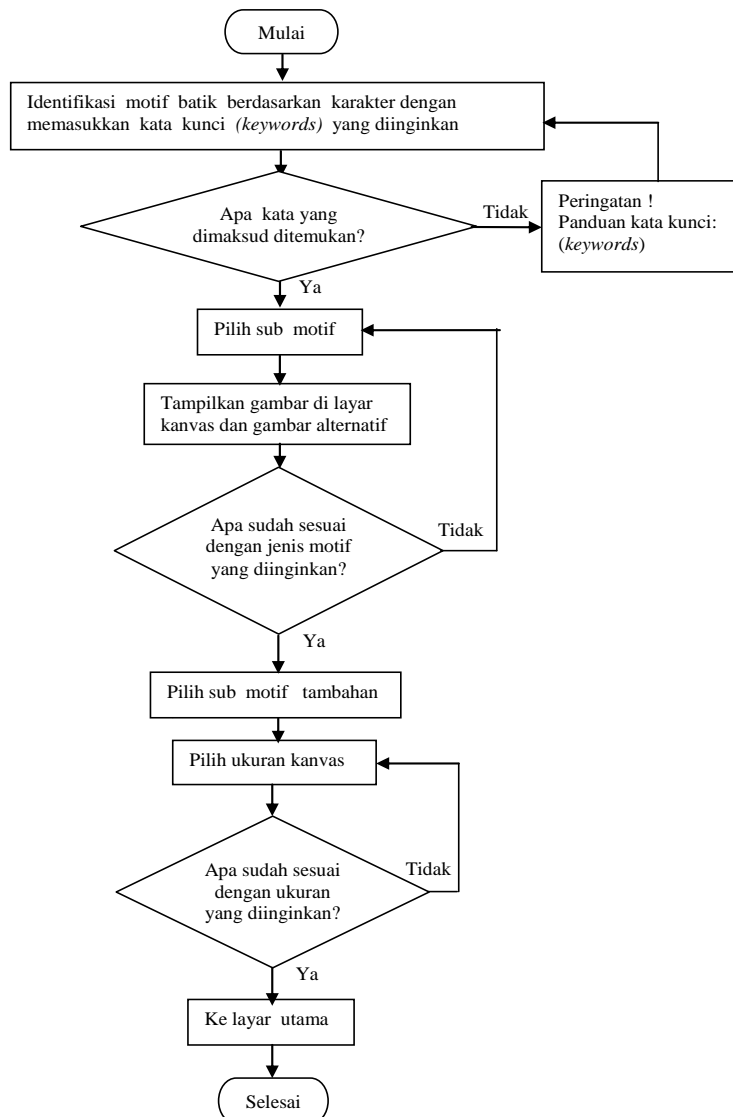 Mulai
Identifikasi motif batik berdasarkan karakter dengan
memasukkan kata kunci (keywords) yang diinginkan
Apa kata yang
dimaksud ditemukan?
Tidak
Peringatan !
Panduan kata kunci:
(keywords)
Ya
Pilih sub motif
Tampilkan gambar di layar
kanvas dan gambar alternatif
Apa sudah sesuai
dengan jenis motif
yang diinginkan?
Tidak
Ya
Pilih sub motif tambahan
Pilih ukuran kanvas
Apa sudah sesuai
dengan ukuran
yang diinginkan?
Tidak
Ya
Ke layar utama
Selesai